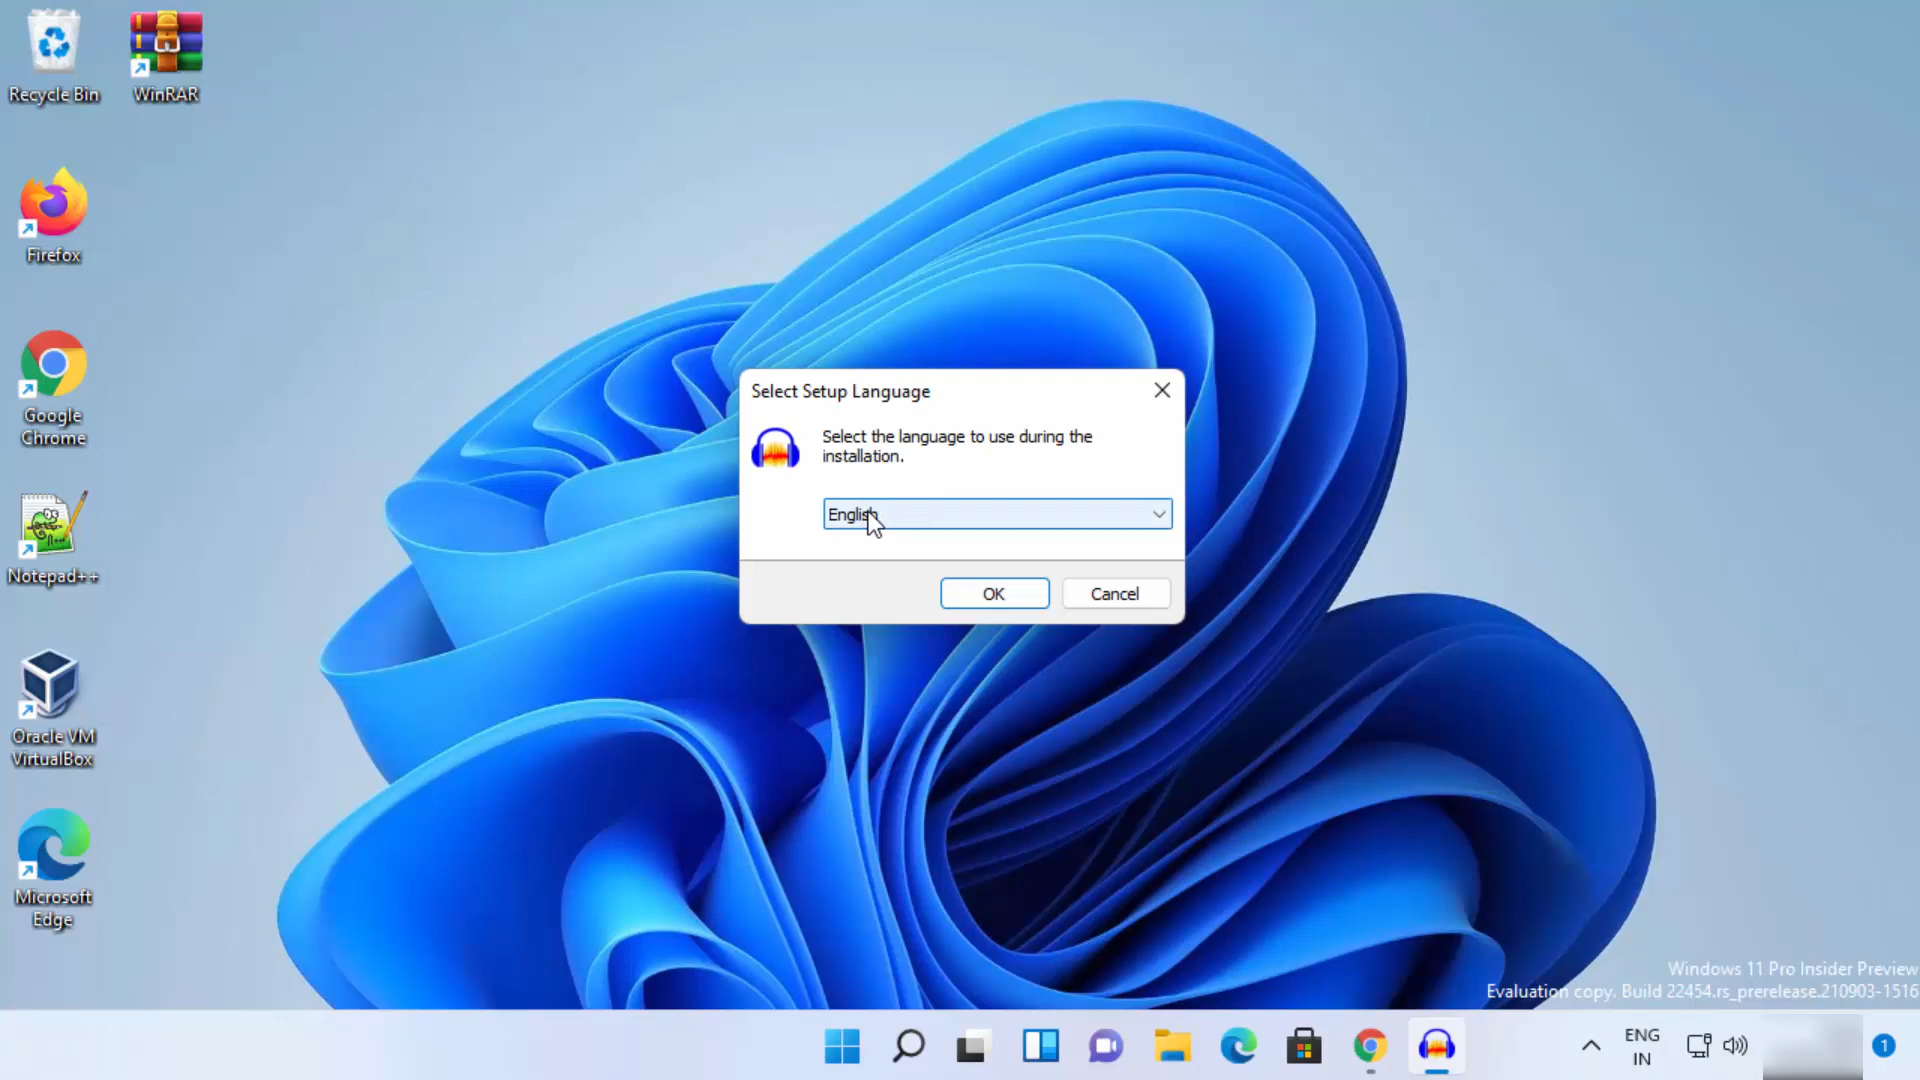 Recycle Bin
WinRAR
Firefox
Google
Chrome
Notepad++
Oracle VM
VirtualBox
Microsoft
Edge
Select Setup Language
Select the language to use during the
installation.
English
OK
Cancel
Windows 11 Pro Insider Preview
Evaluation copy. Build 22454.rs_prerelease.210903-1516
ENG
IN
1